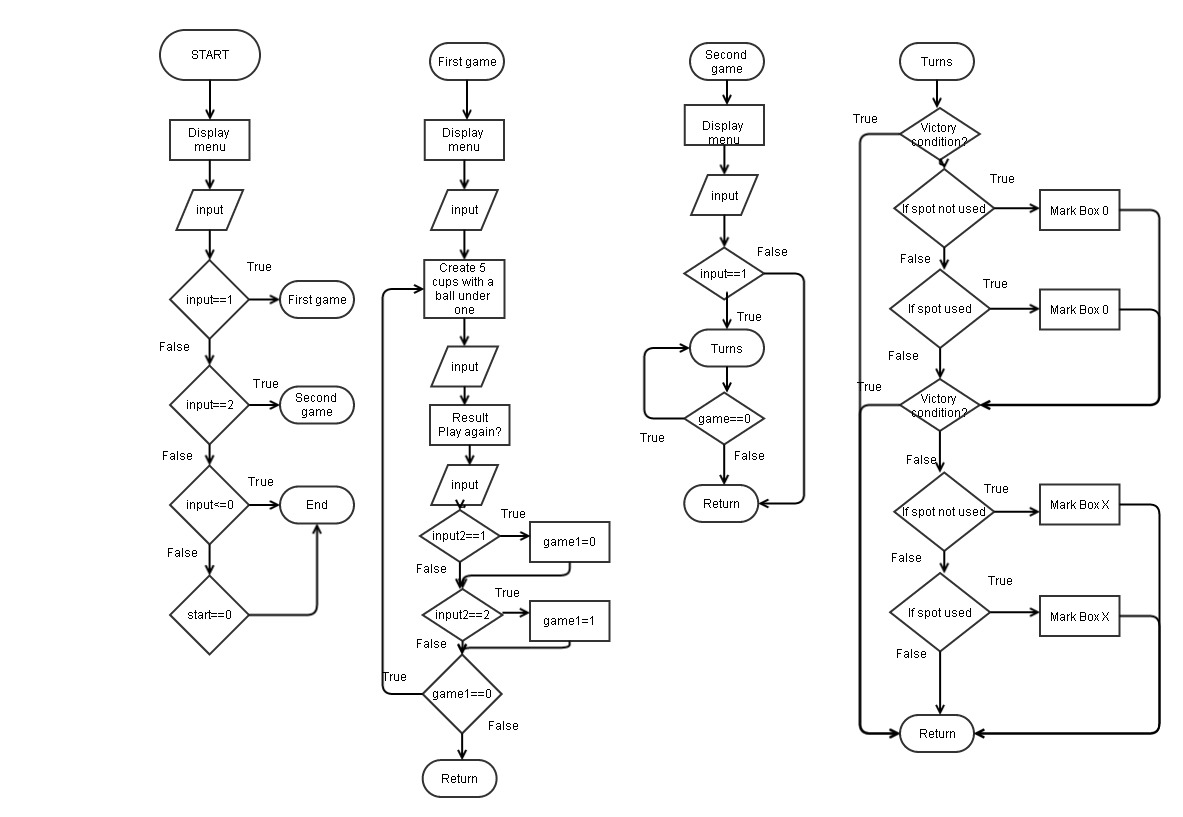 START
Display
menu
input
input==1
True
First game
False
input==2
True
Second
game
False
input<=0
True
End
False
start==0
First game
Display
menu
input
Create 5
cups with a
ball under
one
input
Result
Play again?
input
input2==1
True
game1=0
False
input2==2
True
game1=1
False
game1==0
True
False
Return
Second
game
Display
menu
input
input==1
False
True
Turns
game==0
True
False
Return
Turns
True
Victory
condition?
If spot not used
True
Mark Box 0
False
If spot used
True
Mark Box 0
False
True
Victory
condition?
False
If spot not used
True
Mark Box X
False
If spot used
True
Mark Box X
False
Return